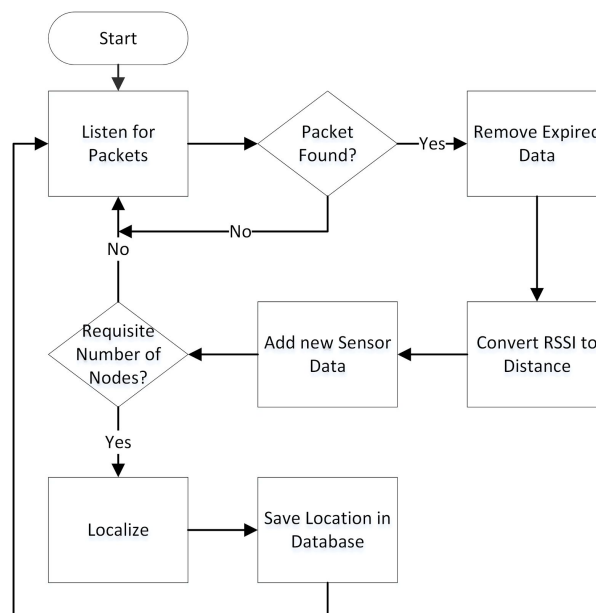 Start
Listen for
Packets
Packet
Found?
Yes
Remove Expired
Data
No
No
Requisite
Number of
Nodes?
Add new Sensor
Data
Convert RSSI to
Distance
Yes
Localize
Save Location in
Database